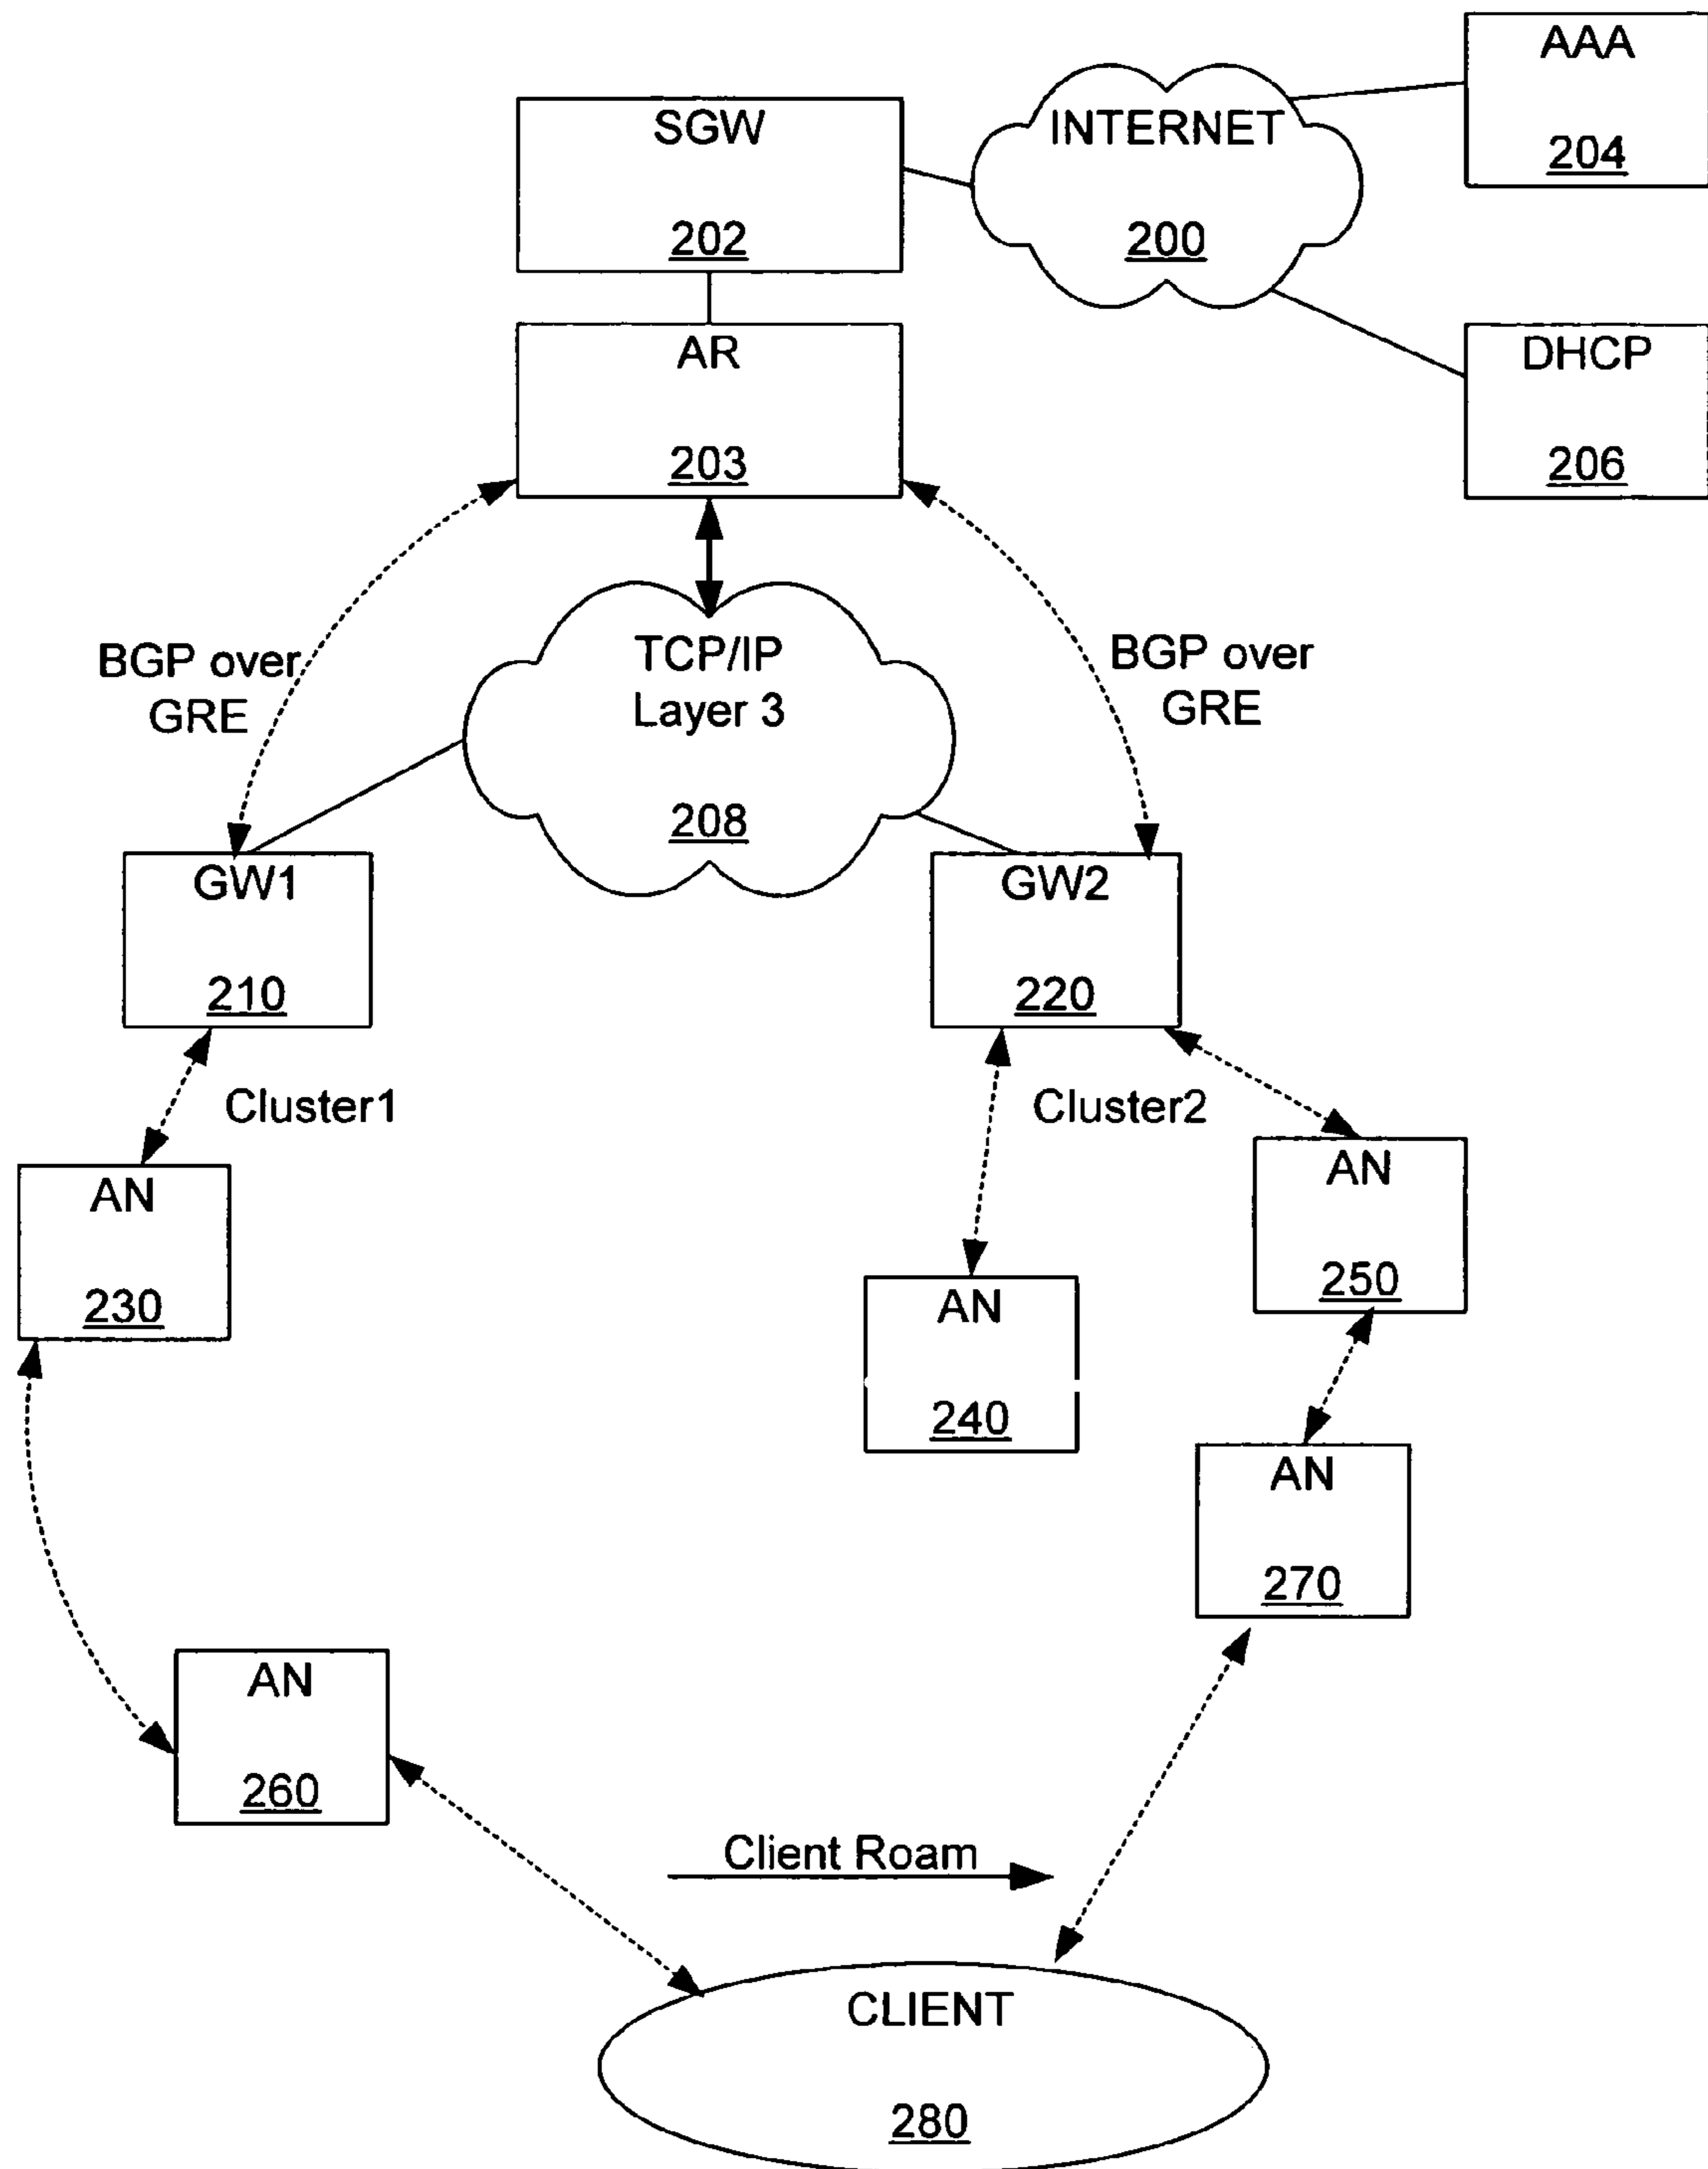 AAA
204
SGW
202
INTERNET
200
AR
203
DHCP
206
BGP over
GRE
TCP/IP
Layer 3
208
BGP over
GRE
GW1
210
GW2
220
Cluster1
Cluster2
AN
230
AN
240
AN
250
AN
270
AN
260
Client Roam
CLIENT
280